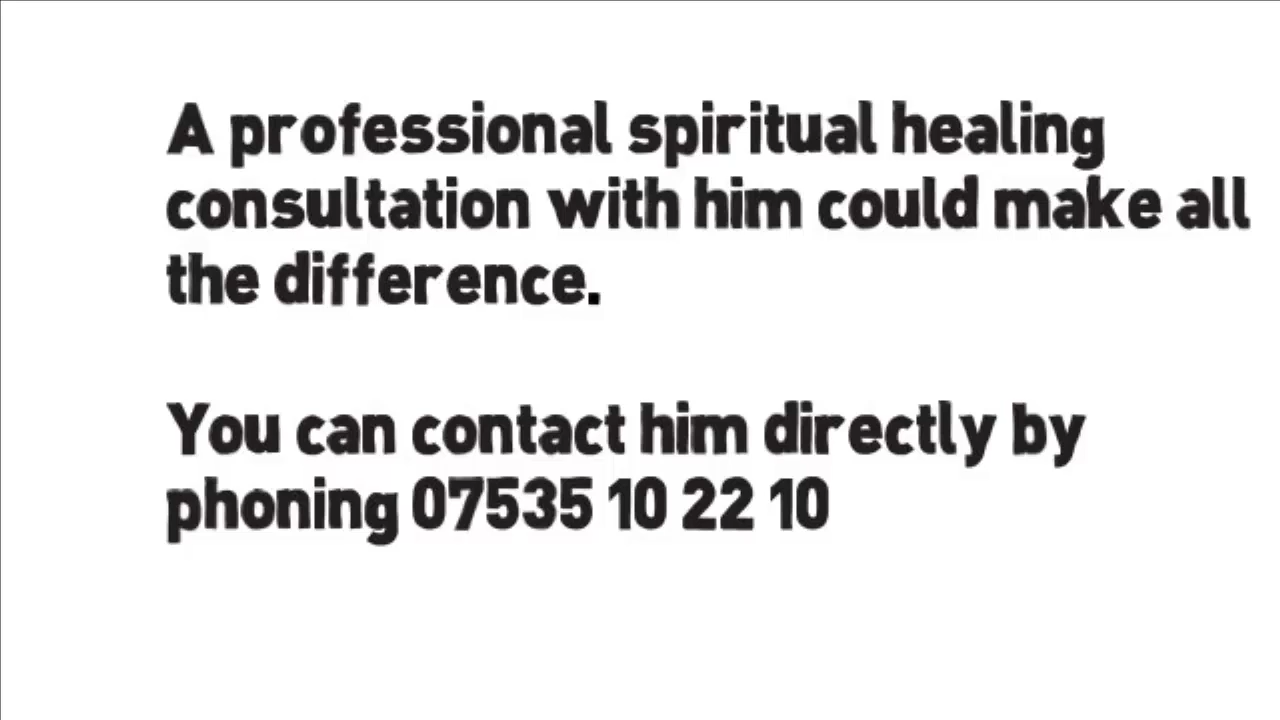 A professional spiritual healing
consultation with him could make all
the difference.
You can contact him directly by
phoning 07535 10 22 10